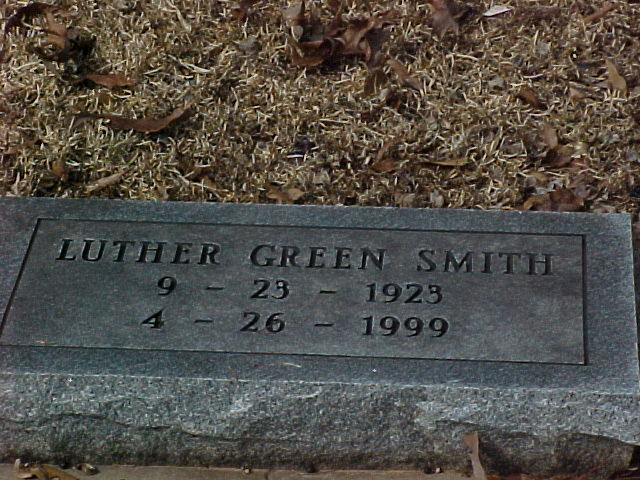 LUTHER GREEN SMITH
9 - 23 - 1923
4 - 26 - 1999